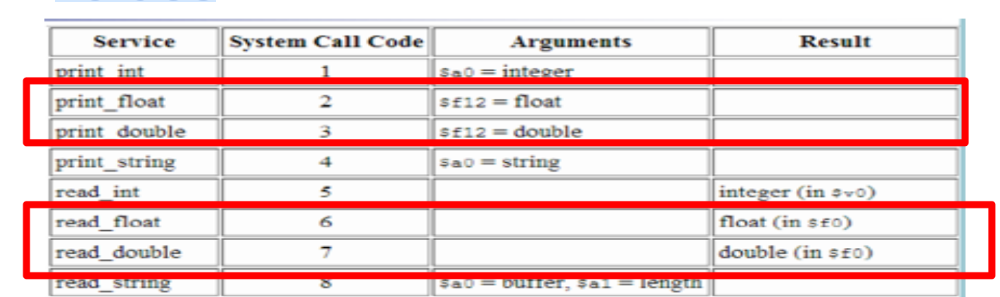 Service System Call Code Arguments Result
print_int 1 $a0 = integer
print_float 2 $f12 = float
print_double 3 $f12 = double
print_string 4 $a0 = string
read_int 5 integer (in $v0)
read_float 6 float (in $f0)
read_double 7 double (in $f0)
read_string 8 $a0 = buffer, $a1 = length